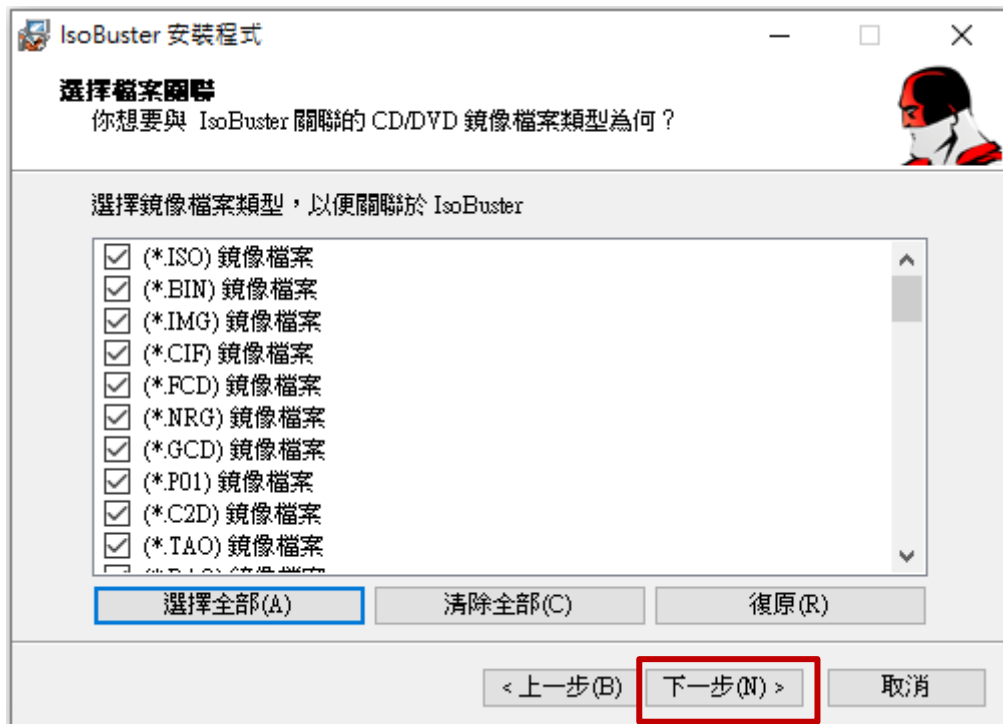 IsoBuster 安裝程式
選擇檔案關聯
你想要與 IsoBuster 關聯的 CD/DVD 鏡像檔案類型為何？
選擇鏡像檔案類型，以便關聯於 IsoBuster
(*.ISO) 鏡像檔案
(*.BIN) 鏡像檔案
(*.IMG) 鏡像檔案
(*.CIF) 鏡像檔案
(*.FCD) 鏡像檔案
(*.NRG) 鏡像檔案
(*.GCD) 鏡像檔案
(*.P01) 鏡像檔案
(*.C2D) 鏡像檔案
(*.TAO) 鏡像檔案
選擇全部(A) 清除全部(C) 復原(R)
< 上一步(B) 下一步(N) > 取消